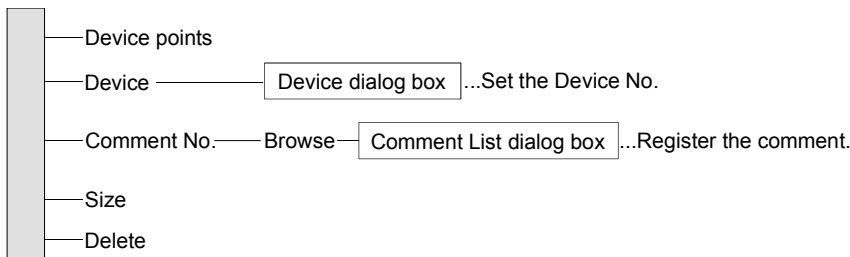 Device points
Device Device dialog box ...Set the Device No.
Comment No. Browse Comment List dialog box ...Register the comment.
Size
Delete